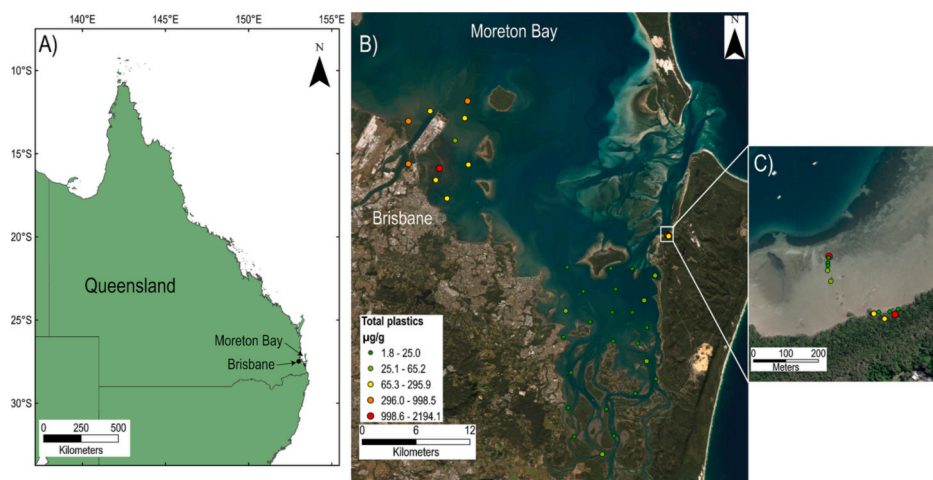 140°E 145°E 150°E 155°E
A)
N
10°S
15°S
20°S
25°S
30°S
Queensland
Moreton Bay
Brisbane
0 250 500
Kilometers
B)
Moreton Bay
N
Brisbane
Total plastics
µg/g
1.8 - 25.0
25.1 - 65.2
65.3 - 295.9
296.0 - 998.5
998.6 - 2194.1
0 6 12
Kilometers
C)
0 100 200
Meters